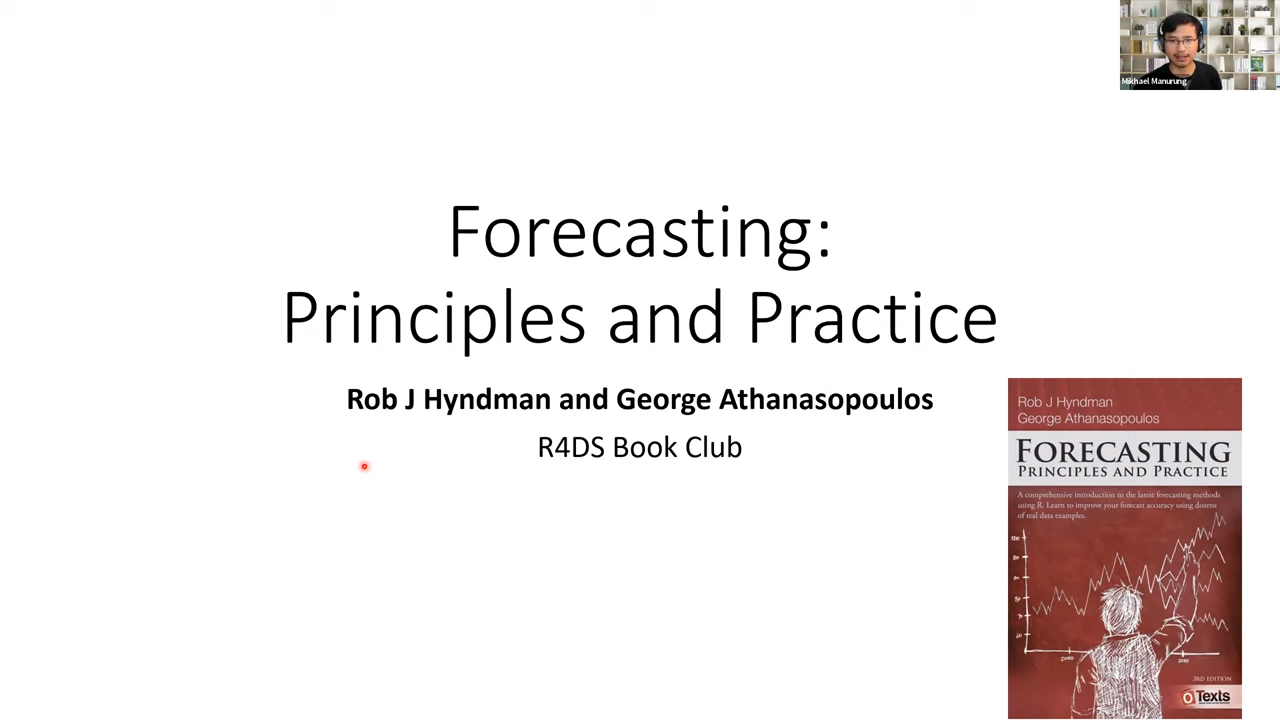 Mikhael Manurung
Forecasting:
Principles and Practice
Rob J Hyndman and George Athanasopoulos
R4DS Book Club
Rob J Hyndman
George Athanasopoulos
FORECASTING
PRINCIPLES AND PRACTICE
A comprehensive introduction to the latest forecasting methods
using R. Learn to improve your forecast accuracy using dozens
of real data examples.
2000
2010
3RD EDITION
OTexts